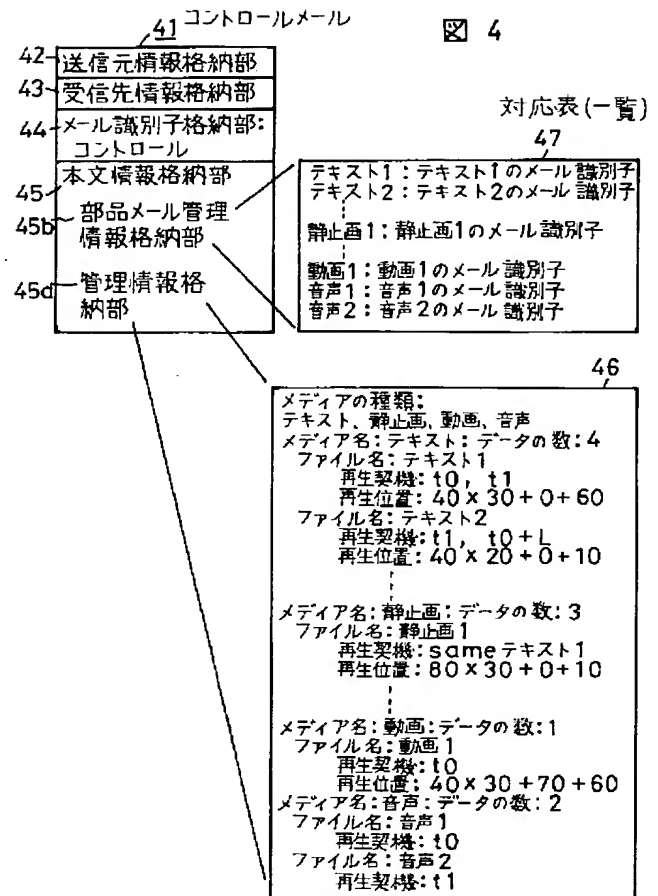 41 コントロールメール
図 4
42 送信元情報格納部
43 受信先情報格納部
44 メール識別子格納部:
コントロール
45 本文情報格納部
45b 部品メール管理
情報格納部
45d 管理情報格
納部
対応表(一覧)
47
テキスト1:テキスト1のメール識別子
テキスト2:テキスト2のメール識別子
静止画1:静止画1のメール識別子
動画1:動画1のメール識別子
音声1:音声1のメール識別子
音声2:音声2のメール識別子
46
メディアの種類:
テキスト、静止画、動画、音声
メディア名:テキスト:データの数:4
ファイル名:テキスト1
再生契機:t0, t1
再生位置:40×30+0+60
ファイル名:テキスト2
再生契機:t1, t0+L
再生位置:40×20+0+10
メディア名:静止画:データの数:3
ファイル名:静止画1
再生契機:sameテキスト1
再生位置:80×30+0+10
メディア名:動画:データの数:1
ファイル名:動画1
再生契機:t0
再生位置:40×30+70+60
メディア名:音声:データの数:2
ファイル名:音声1
再生契機:t0
ファイル名:音声2
再生契機:t1